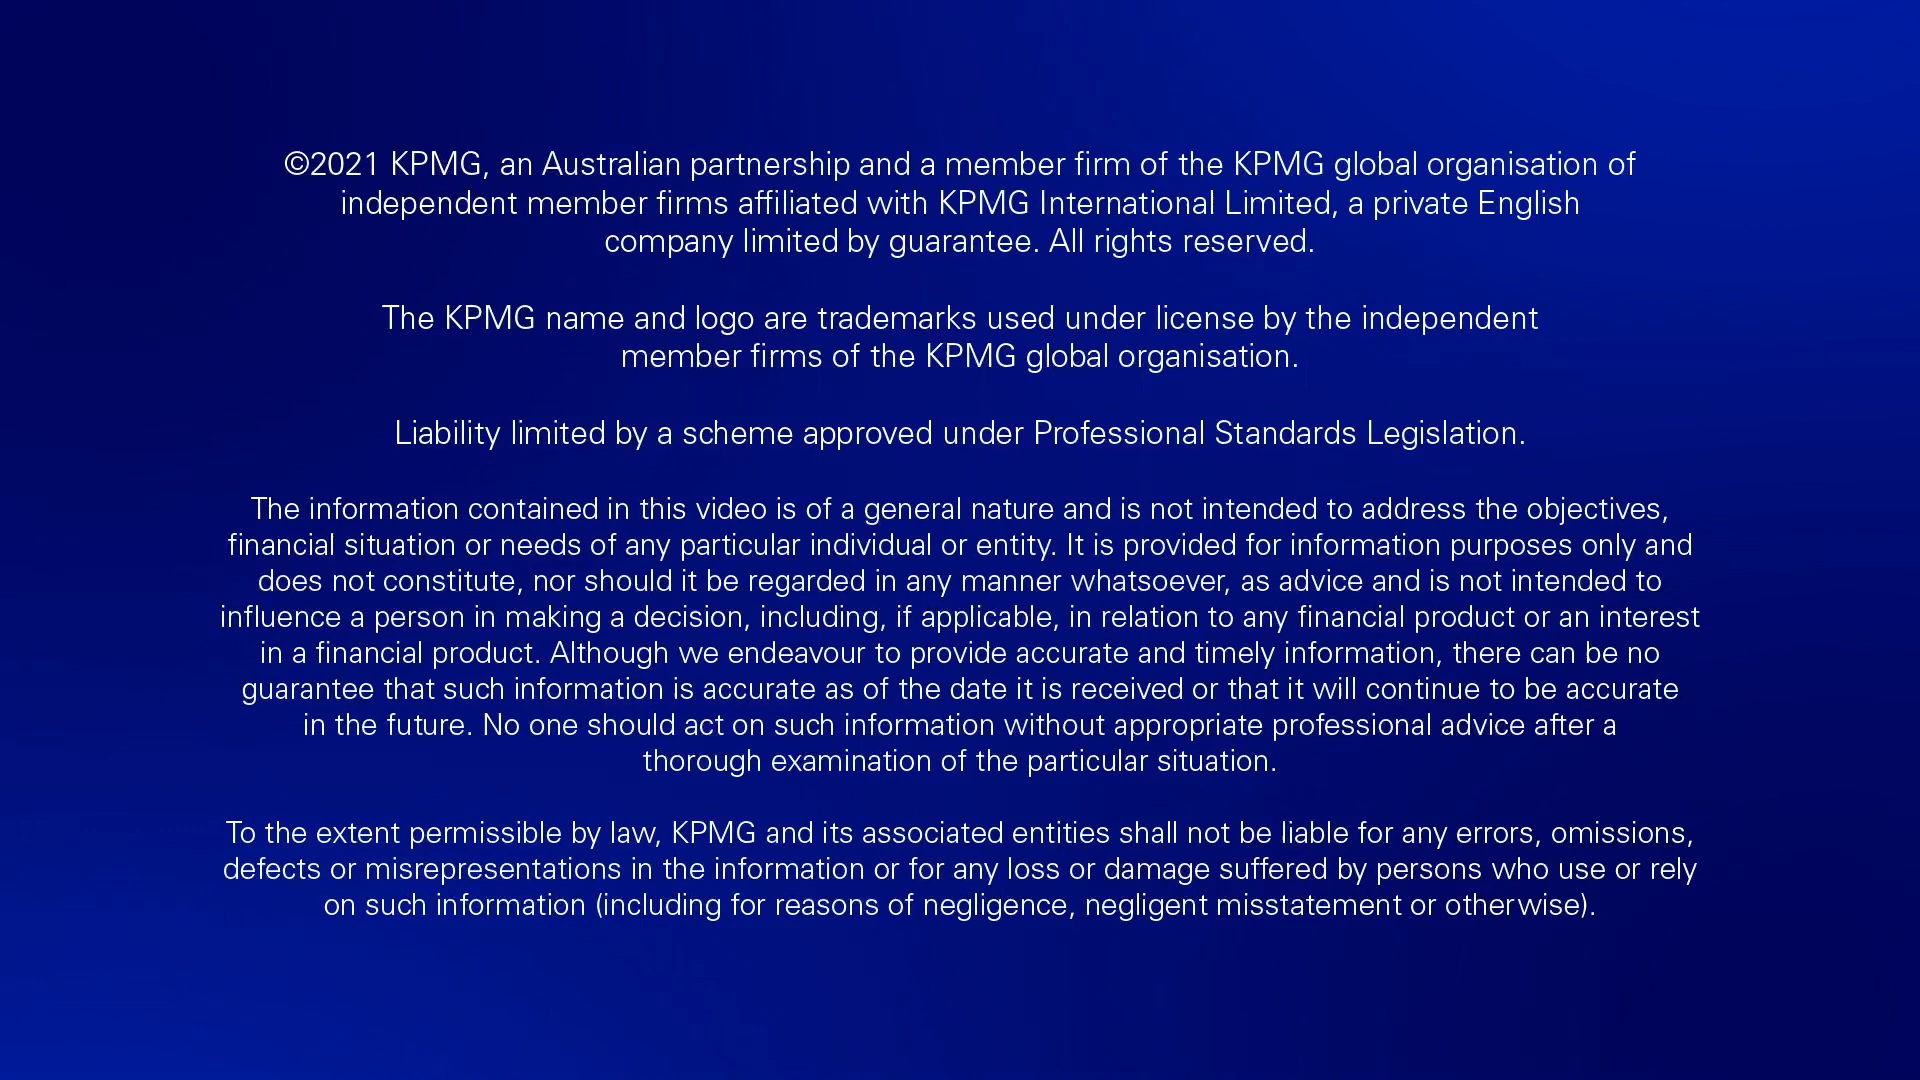 ©2021 KPMG, an Australian partnership and a member firm of the KPMG global organisation of
independent member firms affiliated with KPMG International Limited, a private English
company limited by guarantee. All rights reserved.
The KPMG name and logo are trademarks used under license by the independent
member firms of the KPMG global organisation.
Liability limited by a scheme approved under Professional Standards Legislation.
The information contained in this video is of a general nature and is not intended to address the objectives,
financial situation or needs of any particular individual or entity. It is provided for information purposes only and
does not constitute, nor should it be regarded in any manner whatsoever, as advice and is not intended to
influence a person in making a decision, including, if applicable, in relation to any financial product or an interest
in a financial product. Although we endeavour to provide accurate and timely information, there can be no
guarantee that such information is accurate as of the date it is received or that it will continue to be accurate
in the future. No one should act on such information without appropriate professional advice after a
thorough examination of the particular situation.
To the extent permissible by law, KPMG and its associated entities shall not be liable for any errors, omissions,
defects or misrepresentations in the information or for any loss or damage suffered by persons who use or rely
on such information (including for reasons of negligence, negligent misstatement or otherwise).